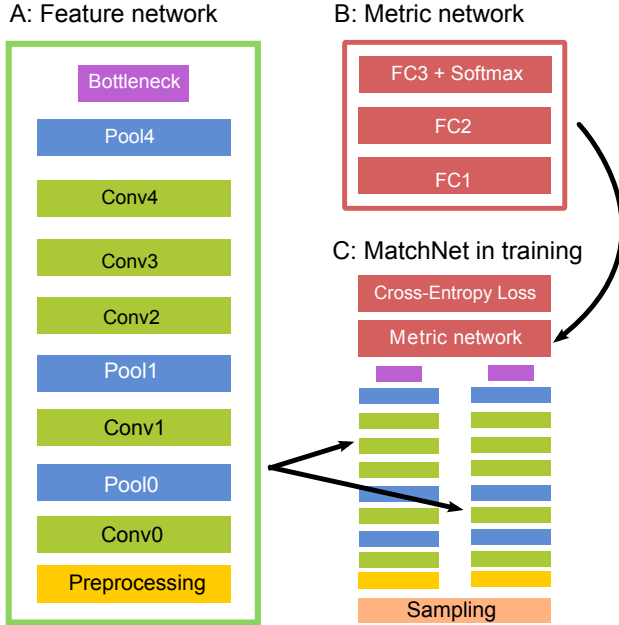 A: Feature network
Bottleneck
Pool4
Conv4
Conv3
Conv2
Pool1
Conv1
Pool0
Conv0
Preprocessing
B: Metric network
FC3 + Softmax
FC2
FC1
C: MatchNet in training
Cross-Entropy Loss
Metric network
Sampling